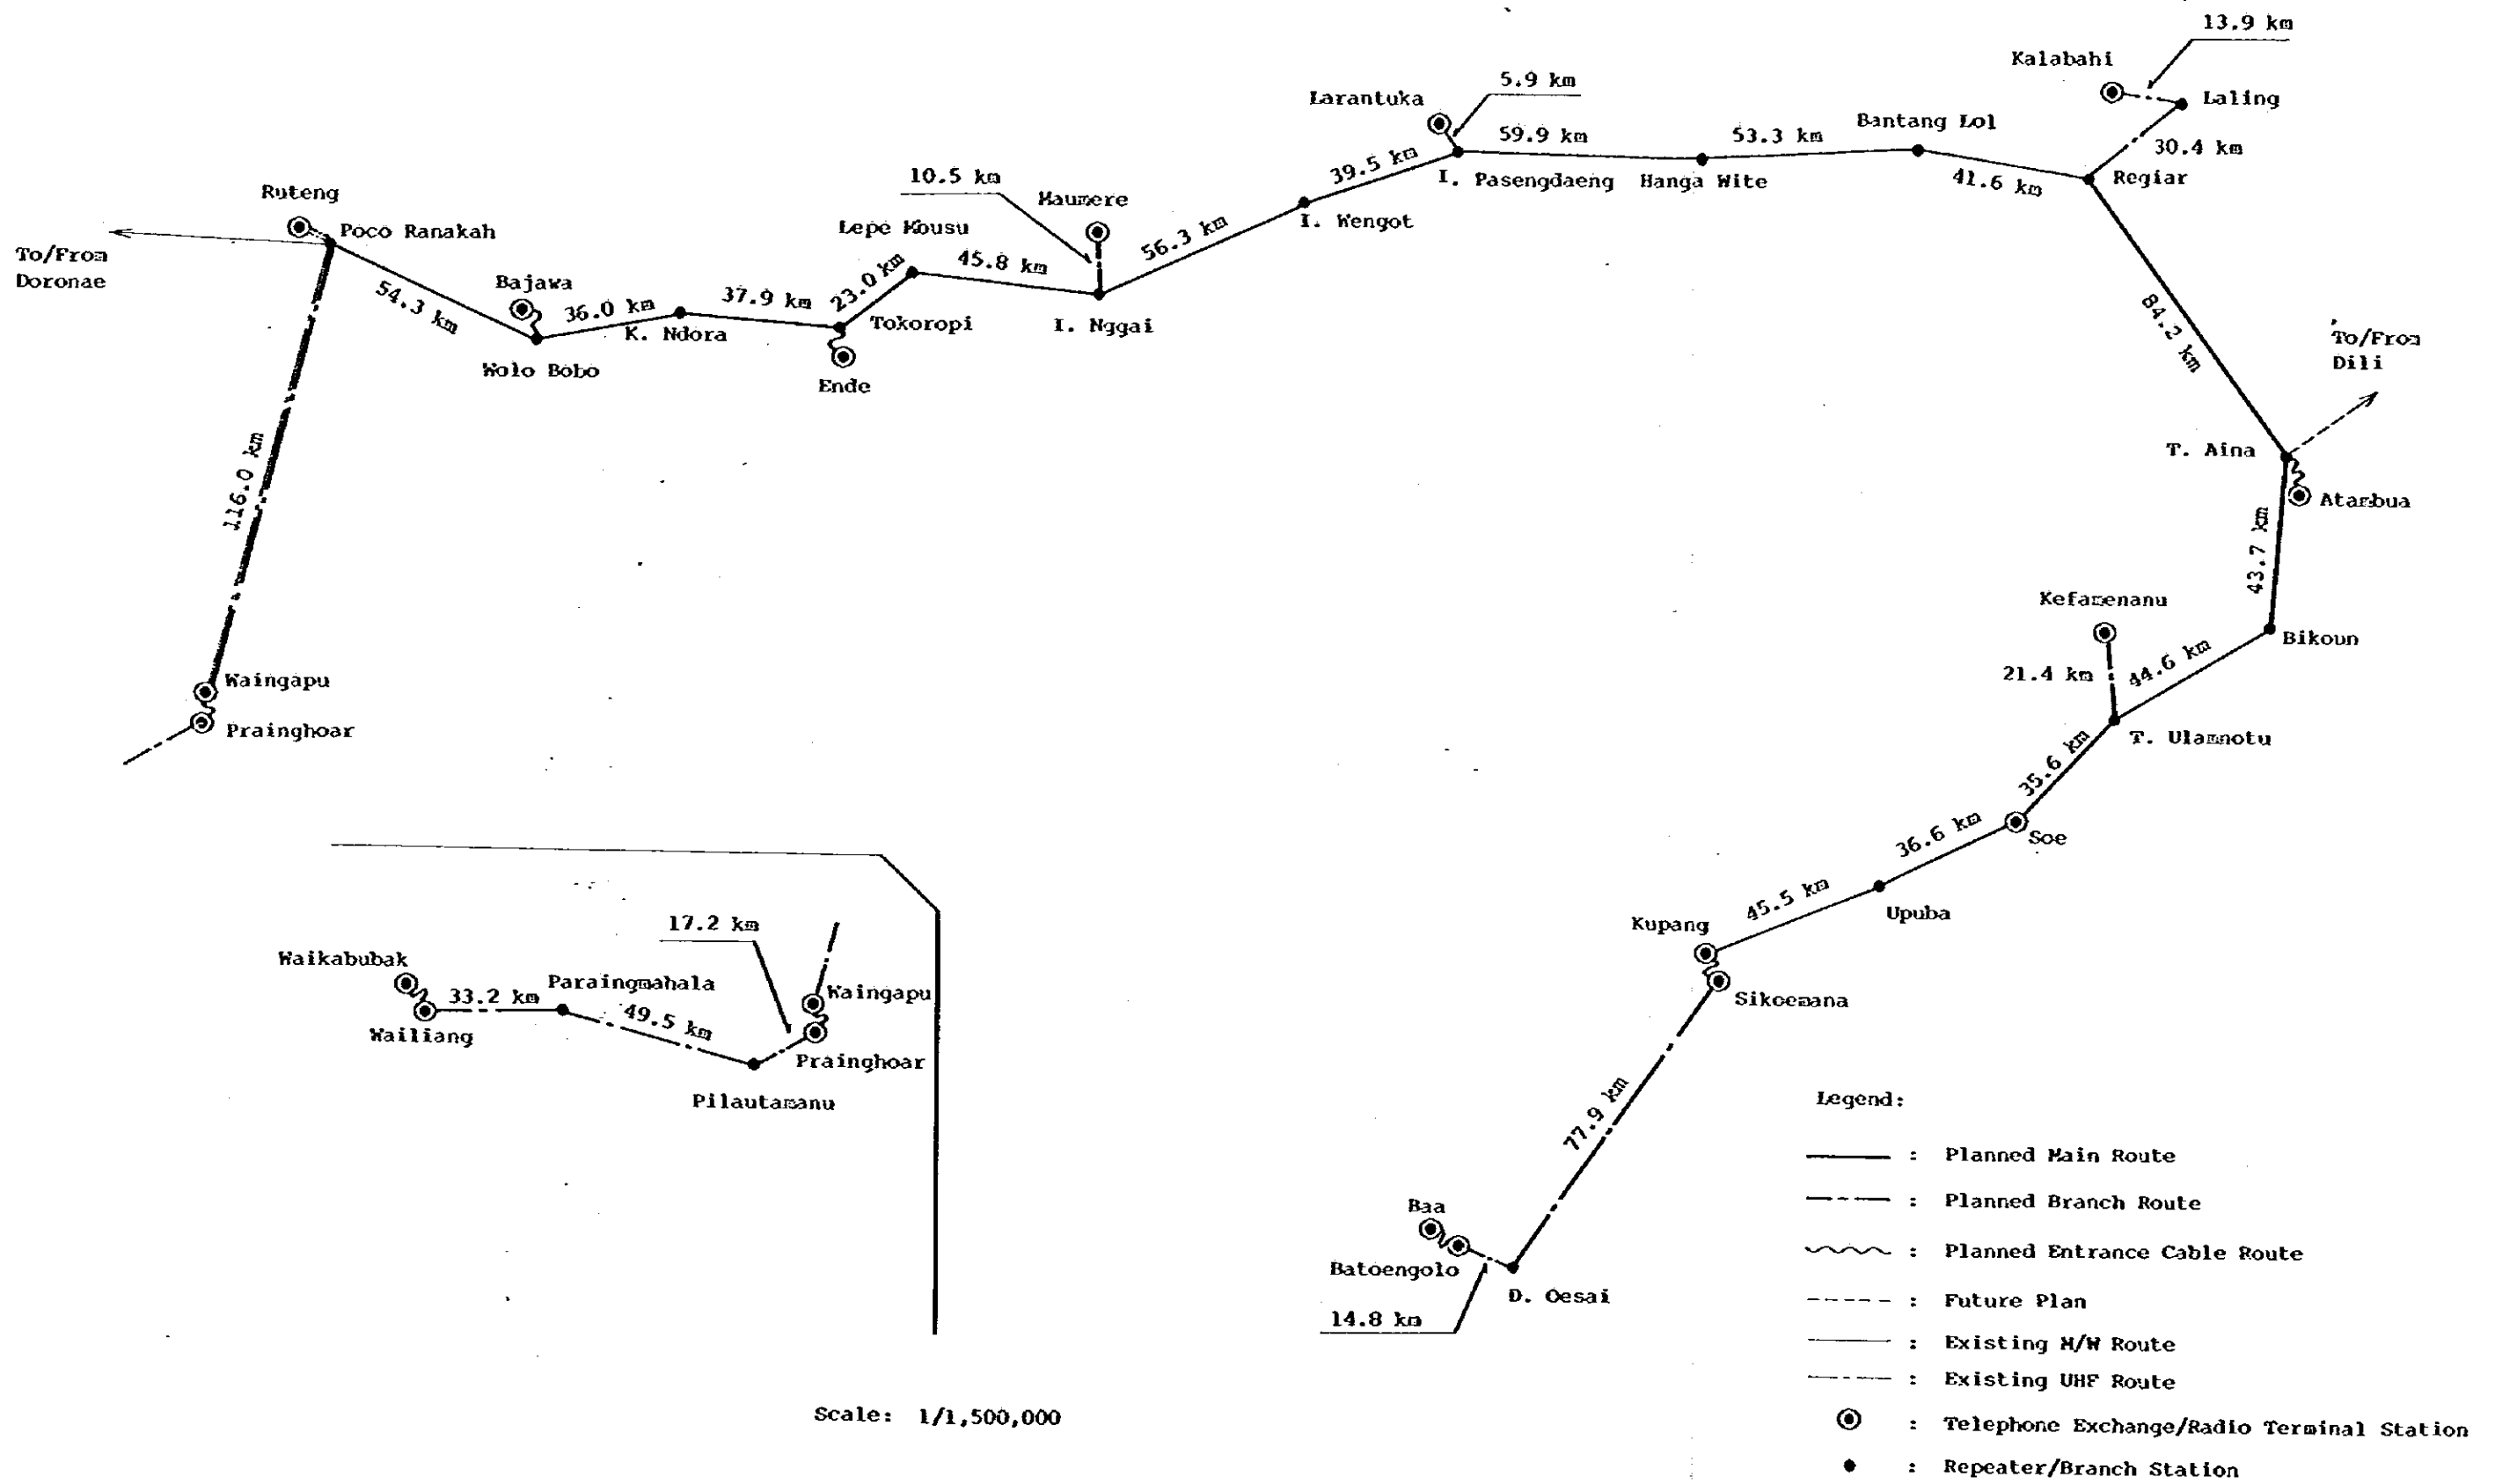 13.9 km
Kalabahi
Laling
5.9 km
Larantuka
59.9 km
53.3 km
Bantang Lol
30.4 km
39.5 km
I. Pasengdaeng
Hanga Wite
41.6 km
Regiar
10.5 km
Maumere
Ruteng
Poco Ranakah
Lepe Mousu
I. Wengot
56.3 km
To/From
Doronae
45.8 km
23.0 km
Bajawa
54.3 km
36.0 km
37.9 km
K. Ndora
Tokoropi
I. Nggai
Wolo Bobo
Ende
84.2 km
To/From
Dili
T. Aina
Atambua
116.0 km
43.7 km
Kefamenanu
Bikoun
21.4 km
44.6 km
Waingapu
Prainghoar
T. Ulamnotu
35.6 km
Soe
36.6 km
45.5 km
Upuba
Kupang
Sikoemana
17.2 km
Waikabubak
Paraingmahala
33.2 km
49.5 km
Waingapu
Wailiang
Prainghoar
Pilautamanu
77.9 km
Baa
Batoengolo
D. Oesai
14.8 km
Legend:
: Planned Main Route
: Planned Branch Route
: Planned Entrance Cable Route
: Future Plan
: Existing M/W Route
: Existing UHF Route
: Telephone Exchange/Radio Terminal Station
: Repeater/Branch Station
Scale: 1/1,500,000